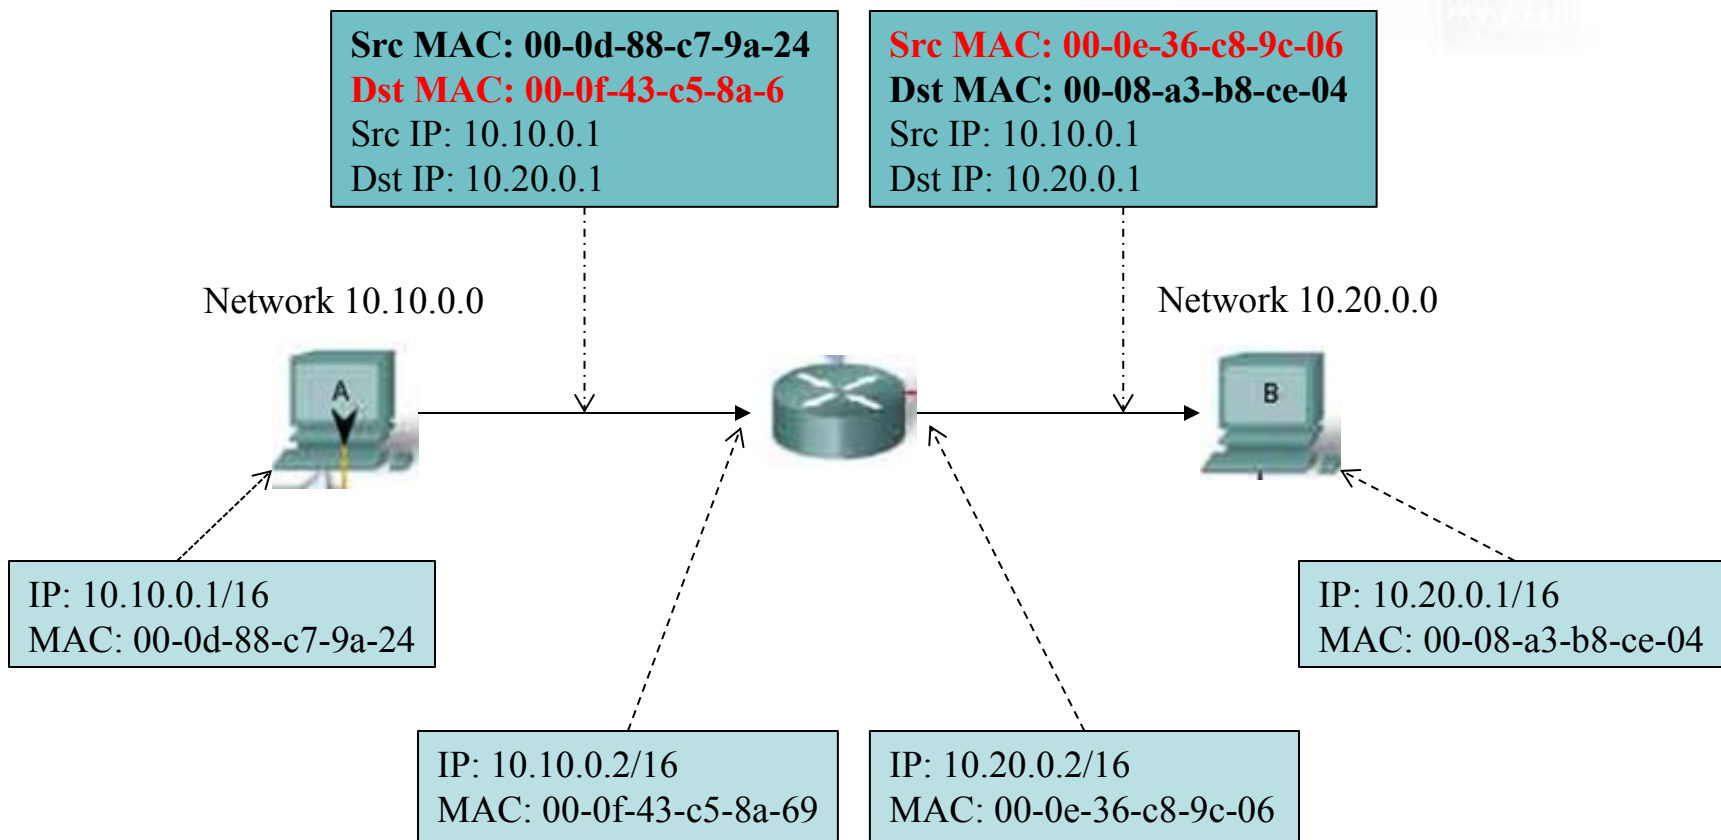 Src MAC: 00-0d-88-c7-9a-24
Dst MAC: 00-0f-43-c5-8a-6
Src IP: 10.10.0.1
Dst IP: 10.20.0.1
Src MAC: 00-0e-36-c8-9c-06
Dst MAC: 00-08-a3-b8-ce-04
Src IP: 10.10.0.1
Dst IP: 10.20.0.1
Network 10.10.0.0
Network 10.20.0.0
A
B
IP: 10.10.0.1/16
MAC: 00-0d-88-c7-9a-24
IP: 10.20.0.1/16
MAC: 00-08-a3-b8-ce-04
IP: 10.10.0.2/16
MAC: 00-0f-43-c5-8a-69
IP: 10.20.0.2/16
MAC: 00-0e-36-c8-9c-06